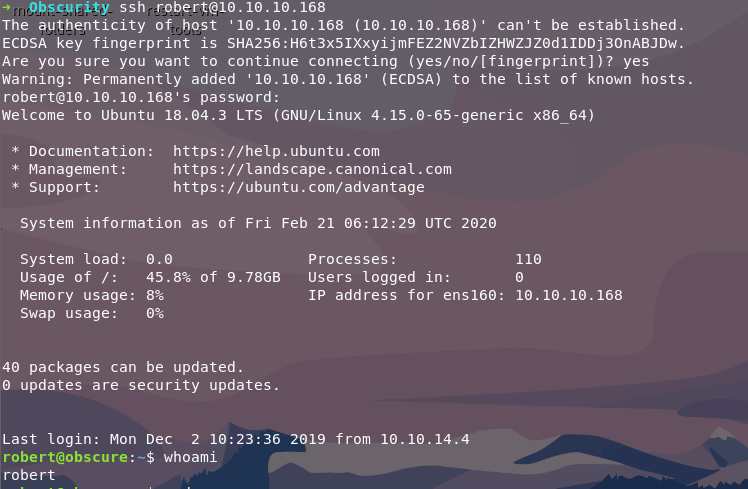 mount-shared- restart-vm-
→ Obscurity ssh robert@10.10.10.168
folders tools
The authenticity of host '10.10.10.168 (10.10.10.168)' can't be established.
ECDSA key fingerprint is SHA256:H6t3x5IXxyijmFEZ2NVZbIZHWZJZ0d1IDDj3OnABJDw.
Are you sure you want to continue connecting (yes/no/[fingerprint])? yes
Warning: Permanently added '10.10.10.168' (ECDSA) to the list of known hosts.
robert@10.10.10.168's password:
Welcome to Ubuntu 18.04.3 LTS (GNU/Linux 4.15.0-65-generic x86_64)
* Documentation: https://help.ubuntu.com
* Management: https://landscape.canonical.com
* Support: https://ubuntu.com/advantage
System information as of Fri Feb 21 06:12:29 UTC 2020
System load: 0.0 Processes: 110
Usage of /: 45.8% of 9.78GB Users logged in: 0
Memory usage: 8% IP address for ens160: 10.10.10.168
Swap usage: 0%
40 packages can be updated.
0 updates are security updates.
Last login: Mon Dec 2 10:23:36 2019 from 10.10.14.4
robert@obscure:~$ whoami
robert